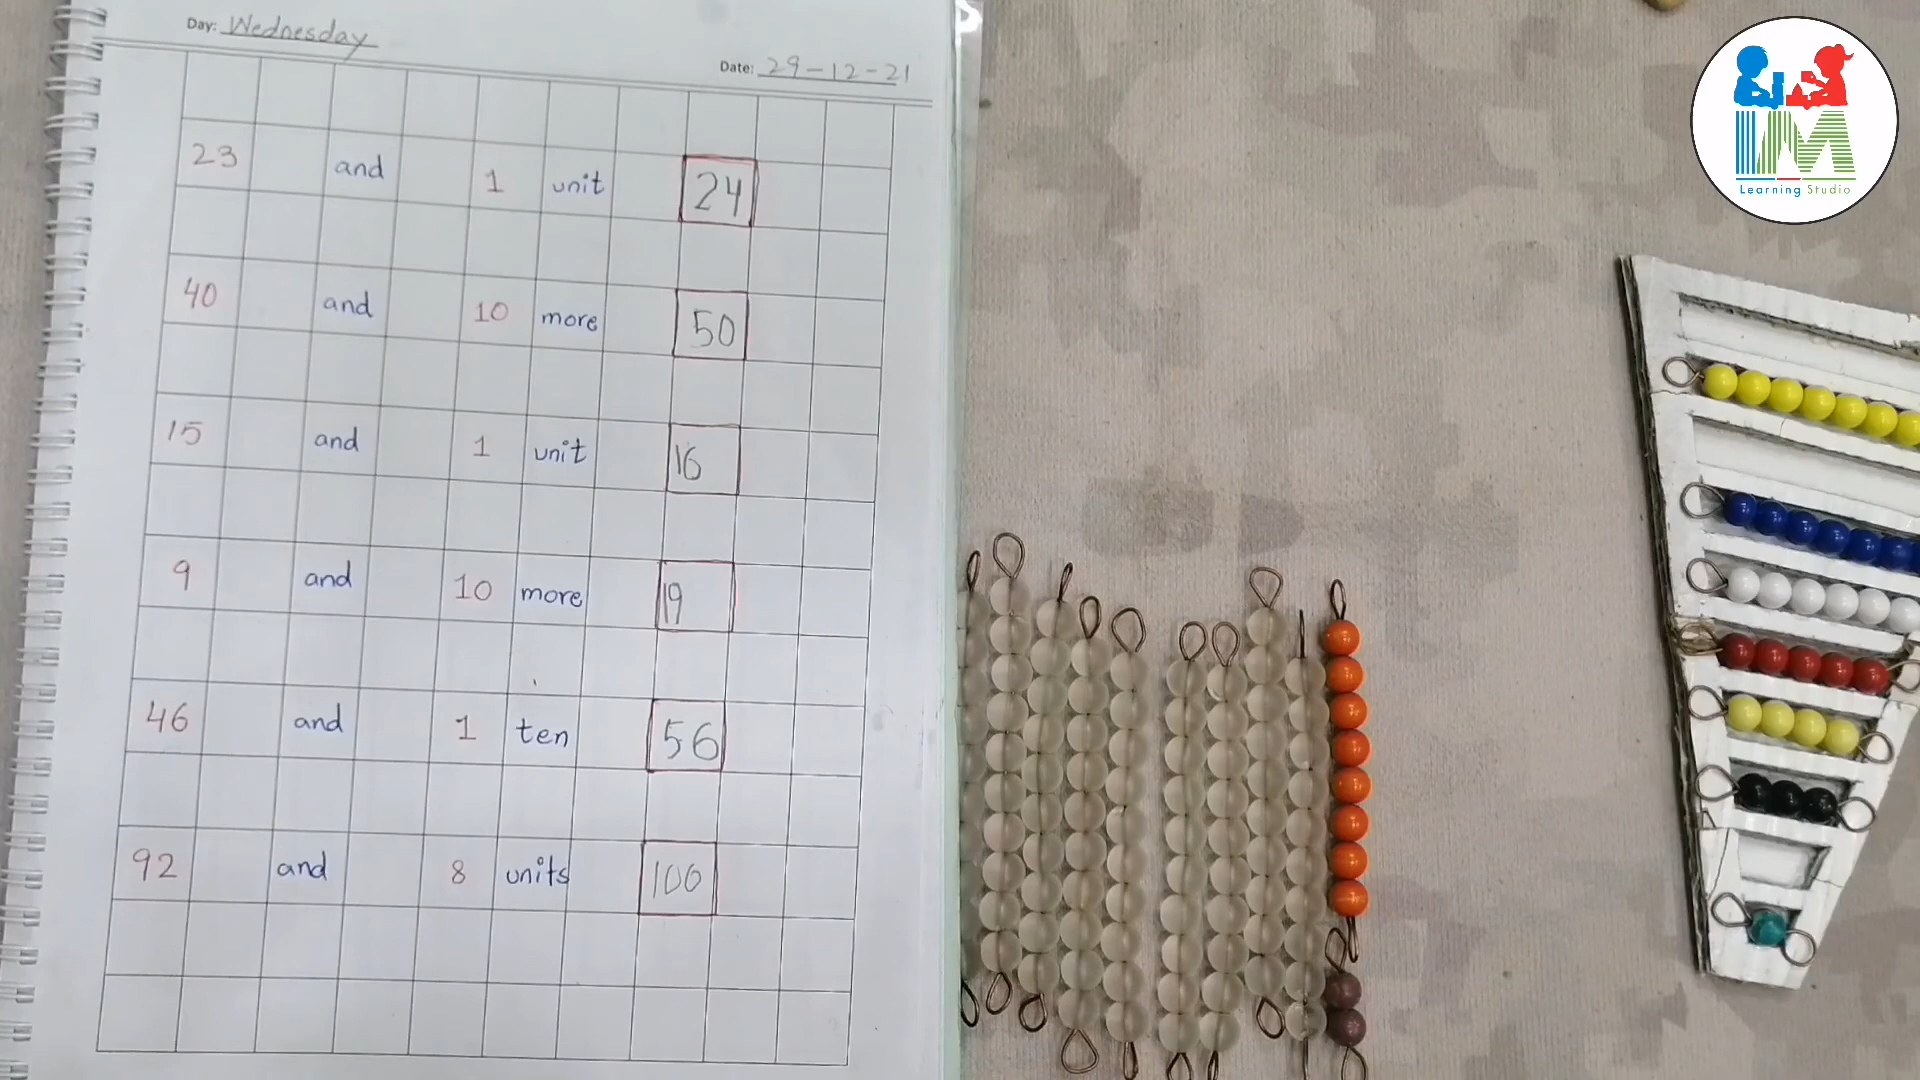 Day: Wednesday
Date: 29-12-21
23 and 1 unit 24
40 and 10 more 50
15 and 1 unit 16
9 and 10 more 19
46 and 1 ten 56
92 and 8 units 100
IM
Learning Studio